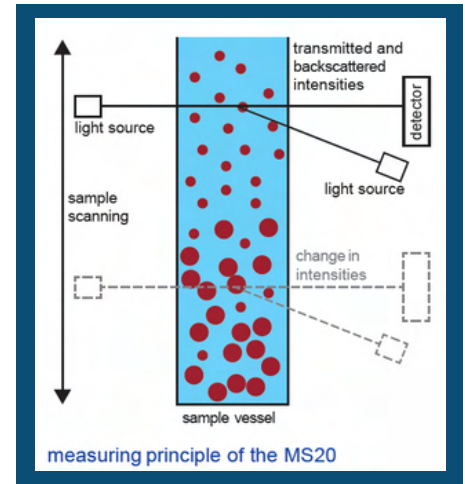 transmitted and
backscattered
intensities
detector
light source
light source
sample
scanning
change in
intensities
sample vessel
measuring principle of the MS20